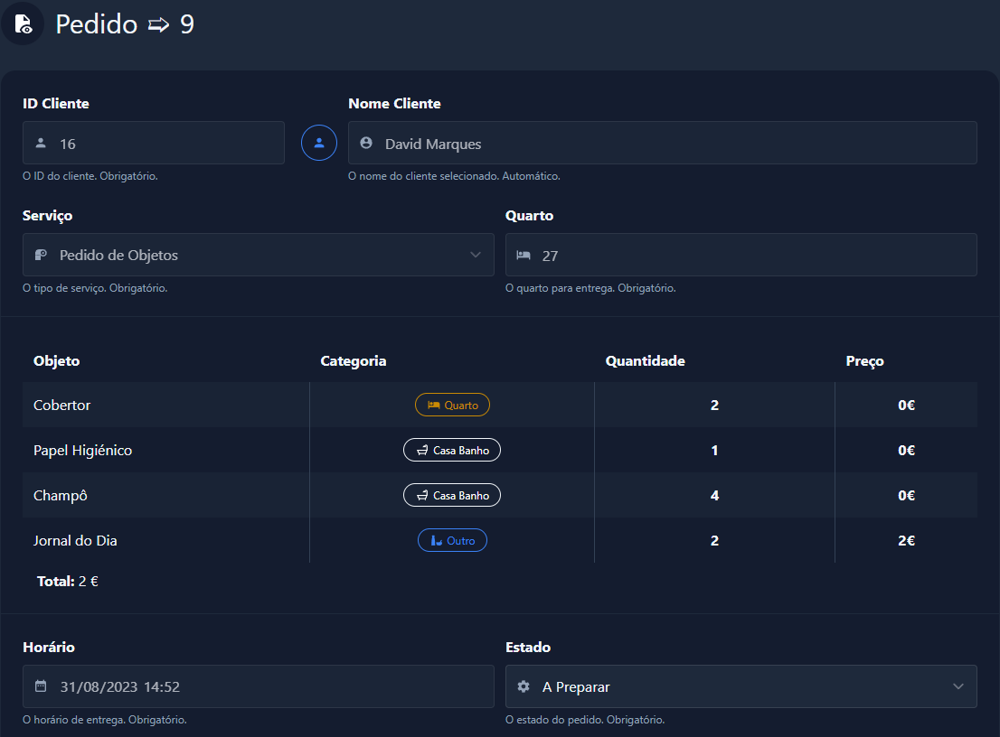 Pedido ⇨ 9
ID Cliente
16
O ID do cliente. Obrigatório.
Nome Cliente
David Marques
O nome do cliente selecionado. Automático.
Serviço
Pedido de Objetos
O tipo de serviço. Obrigatório.
Quarto
27
O quarto para entrega. Obrigatório.
Objeto Categoria Quantidade Preço
Cobertor Quarto 2 0€
Papel Higiénico Casa Banho 1 0€
Champô Casa Banho 4 0€
Jornal do Dia Outro 2 2€
Total: 2 €
Horário
31/08/2023 14:52
O horário de entrega. Obrigatório.
Estado
A Preparar
O estado do pedido. Obrigatório.